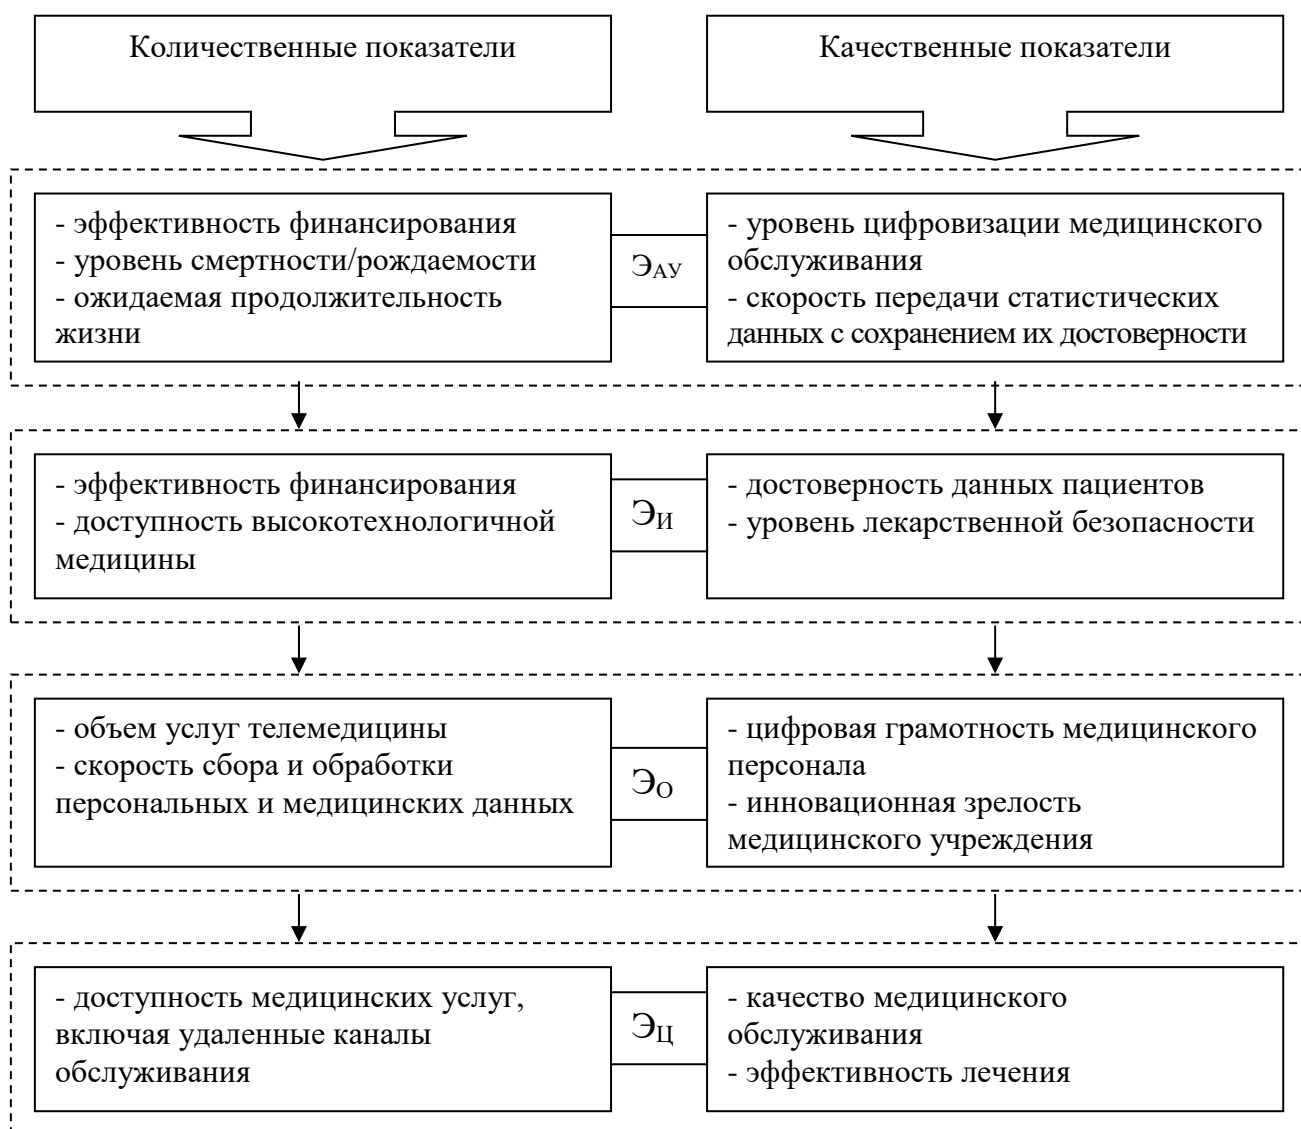 Количественные показатели
Качественные показатели
- эффективность финансирования
- уровень смертности/рождаемости
- ожидаемая продолжительность
жизни
ЭАУ
- уровень цифровизации медицинского
обслуживания
- скорость передачи статистических
данных с сохранением их достоверности
- эффективность финансирования
- доступность высокотехнологичной
медицины
ЭИ
- достоверность данных пациентов
- уровень лекарственной безопасности
- объем услуг телемедицины
- скорость сбора и обработки
персональных и медицинских данных
ЭО
- цифровая грамотность медицинского
персонала
- инновационная зрелость
медицинского учреждения
- доступность медицинских услуг,
включая удаленные каналы
обслуживания
ЭЦ
- качество медицинского
обслуживания
- эффективность лечения